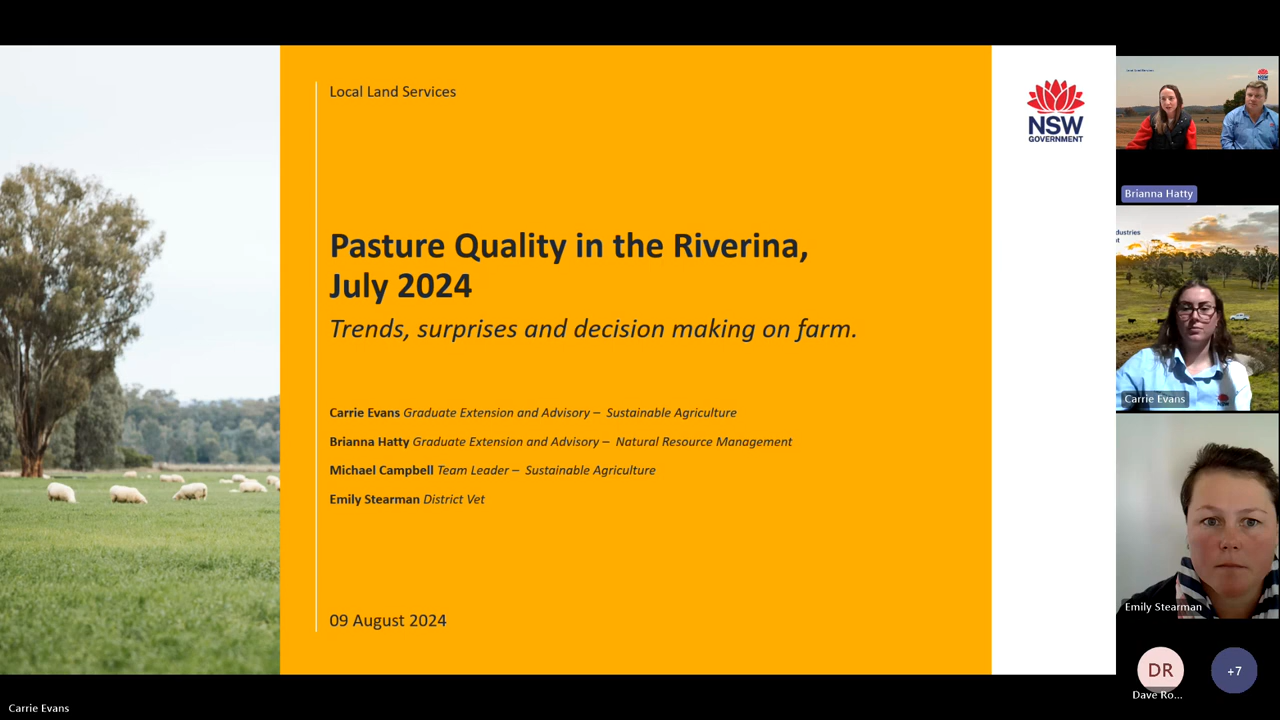 Local Land Services
NSW
GOVERNMENT
Pasture Quality in the Riverina,
July 2024
Trends, surprises and decision making on farm.
Carrie Evans Graduate Extension and Advisory – Sustainable Agriculture
Brianna Hatty Graduate Extension and Advisory – Natural Resource Management
Michael Campbell Team Leader – Sustainable Agriculture
Emily Stearman District Vet
09 August 2024
Brianna Hatty
Carrie Evans
Emily Stearman
DR
+7
Dave Ro...
Carrie Evans